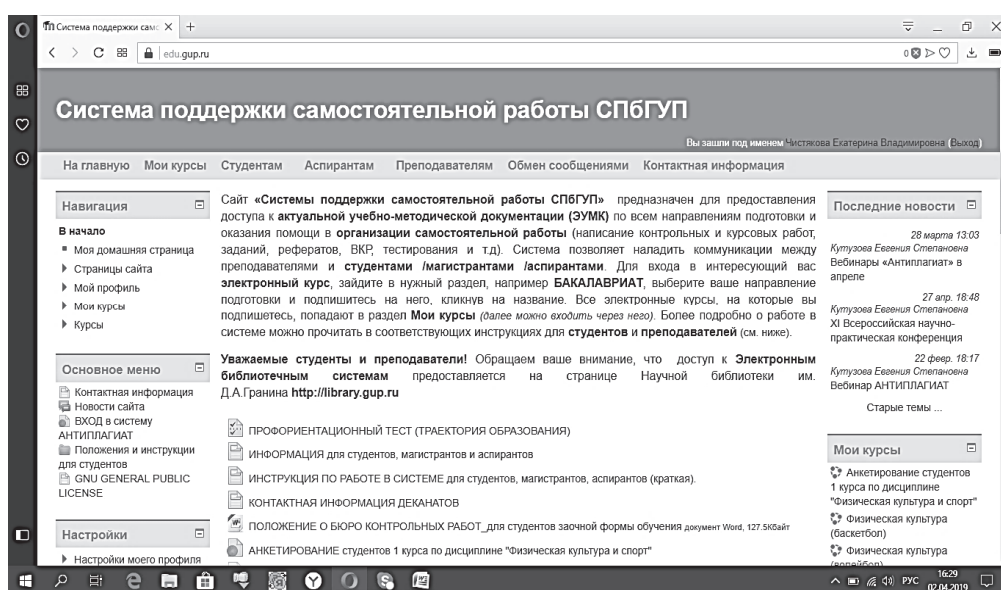 Система поддержки самс
edu.gup.ru
0
Система поддержки самостоятельной работы СПбГУП
Вы зашли под именем Чистякова Екатерина Владимировна (Выход)
На главную Мои курсы Студентам Аспирантам Преподавателям Обмен сообщениями Контактная информация
Навигация
В начало
Моя домашняя страница
Страницы сайта
Мой профиль
Мои курсы
Курсы
Основное меню
Контактная информация
Новости сайта
ВХОД в систему
АНТИПЛАГИАТ
Положения и инструкции
для студентов
GNU GENERAL PUBLIC
LICENSE
Настройки
Настройки моего профиля
Сайт «Системы поддержки самостоятельной работы СПбГУП» предназначен для предоставления
доступа к актуальной учебно-методической документации (ЭУМК) по всем направлениям подготовки и
оказания помощи в организации самостоятельной работы (написание контрольных и курсовых работ,
заданий, рефератов, ВКР, тестирования и т.д). Система позволяет наладить коммуникации между
преподавателями и студентами /магистрантами /аспирантами. Для входа в интересующий вас
электронный курс, зайдите в нужный раздел, например БАКАЛАВРИАТ, выберите ваше направление
подготовки и подпишитесь на него, кликнув на название. Все электронные курсы, на которые вы
подпишетесь, попадают в раздел Мои курсы (далее можно входить через него). Более подробно о работе в
системе можно прочитать в соответствующих инструкциях для студентов и преподавателей (см. ниже).
Уважаемые студенты и преподаватели! Обращаем ваше внимание, что доступ к Электронным
библиотечным системам предоставляется на странице Научной библиотеки им.
Д.А.Гранина http://library.gup.ru
ПРОФОРИЕНТАЦИОННЫЙ ТЕСТ (ТРАЕКТОРИЯ ОБРАЗОВАНИЯ)
ИНФОРМАЦИЯ для студентов, магистрантов и аспирантов
ИНСТРУКЦИЯ ПО РАБОТЕ В СИСТЕМЕ для студентов, магистрантов, аспирантов (краткая).
КОНТАКТНАЯ ИНФОРМАЦИЯ ДЕКАНАТОВ
ПОЛОЖЕНИЕ О БЮРО КОНТРОЛЬНЫХ РАБОТ_для студентов заочной формы обучения документ Word, 127.5Кбайт
АНКЕТИРОВАНИЕ студентов 1 курса по дисциплине "Физическая культура и спорт"
Последние новости
28 марта 13:03
Кутузова Евгения Степановна
Вебинары «Антиплагиат» в
апреле
27 апр. 18:48
Кутузова Евгения Степановна
XI Всероссийская научно-
практическая конференция
22 февр. 18:17
Кутузова Евгения Степановна
Вебинар АНТИПЛАГИАТ
Старые темы ...
Мои курсы
Анкетирование студентов
1 курса по дисциплине
"Физическая культура и спорт"
Физическая культура
(баскетбол)
Физическая культура
(волейбол)
РУС
16:29
02.04.2019